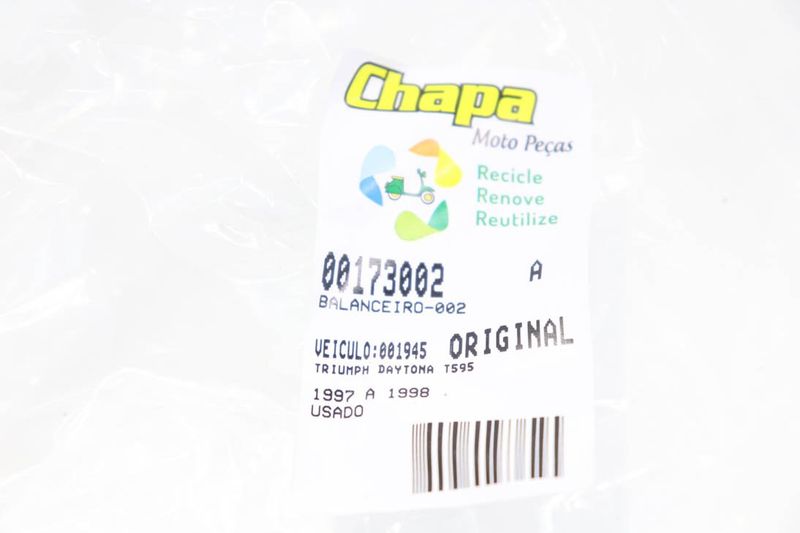 Chapa
Moto Peças
Recicle
Renove
Reutilize
00173002 A
BALANCEIRO-002
VEICULO:001945 ORIGINAL
TRIUMPH DAYTONA T595
1997 A 1998
USADO